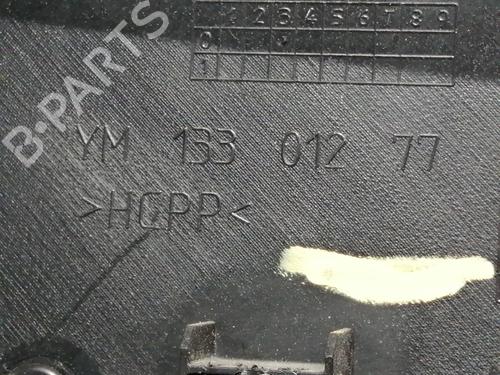 1 2 3 4 5 6 7 8 9
0
1
B-PARTS
YM 133 012 77
>HCPP<